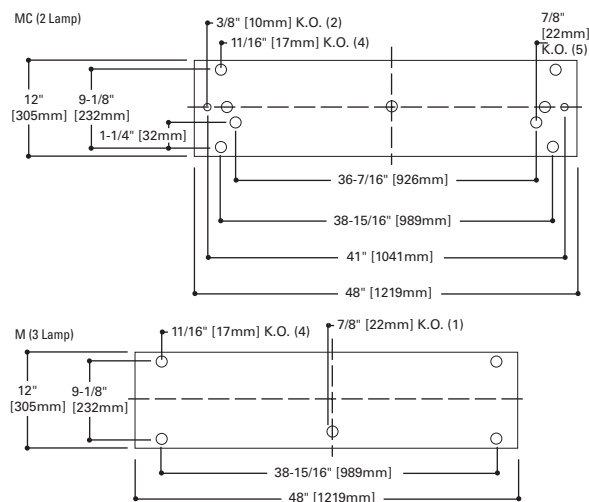 MC (2 Lamp)
3/8" [10mm] K.O. (2)
11/16" [17mm] K.O. (4)
7/8"
[22mm]
K.O. (5)
12"
[305mm]
9-1/8"
[232mm]
1-1/4" [32mm]
36-7/16" [926mm]
38-15/16" [989mm]
41" [1041mm]
48" [1219mm]
M (3 Lamp)
11/16" [17mm] K.O. (4)
7/8" [22mm] K.O. (1)
12"
[305mm]
9-1/8"
[232mm]
38-15/16" [989mm]
48" [1219mm]